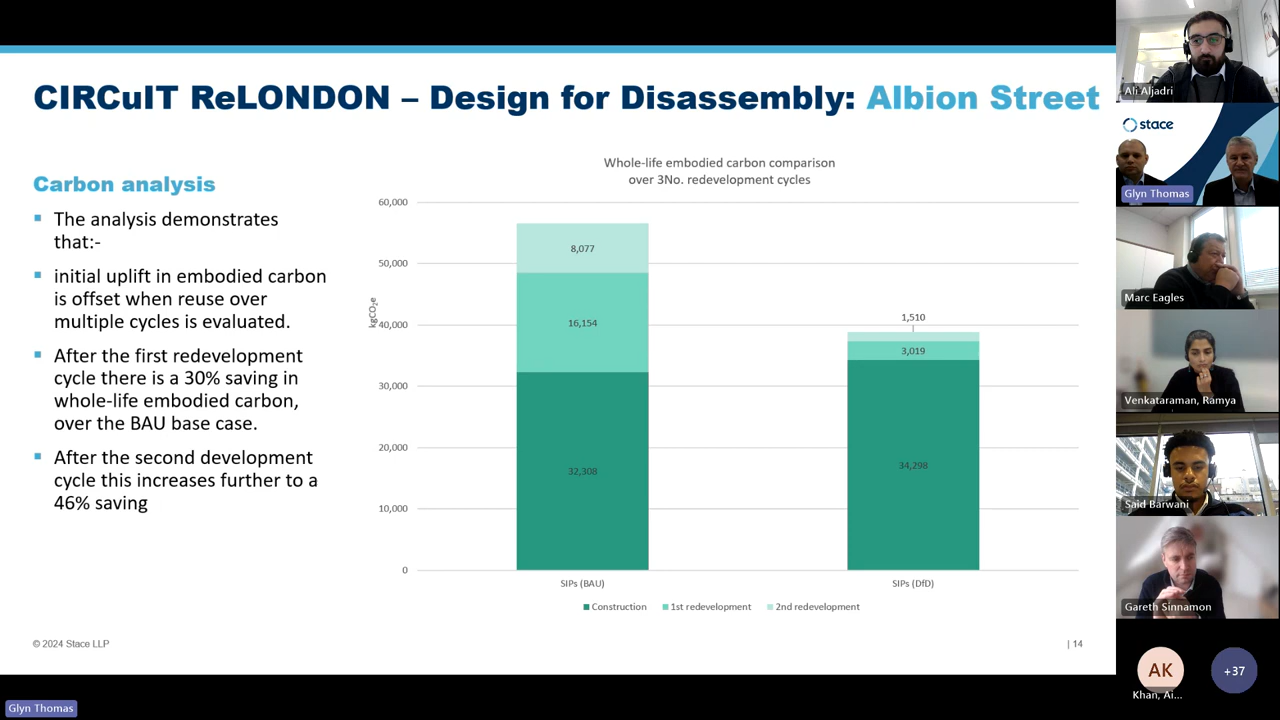 CIRCuIT ReLONDON – Design for Disassembly: Albion Street
Carbon analysis
The analysis demonstrates
that:-
initial uplift in embodied carbon
is offset when reuse over
multiple cycles is evaluated.
After the first redevelopment
cycle there is a 30% saving in
whole-life embodied carbon,
over the BAU base case.
After the second development
cycle this increases further to a
46% saving
Whole-life embodied carbon comparison
over 3No. redevelopment cycles
kgCO₂e
60,000
50,000
40,000
30,000
20,000
10,000
0
8,077
16,154
32,308
1,510
3,019
34,298
SIPs (BAU)
SIPs (DfD)
Construction
1st redevelopment
2nd redevelopment
© 2024 Stace LLP
| 14
Glyn Thomas
Ali Aljadri
stace
Glyn Thomas
Marc Eagles
Venkataraman, Ramya
Said Barwani
Gareth Sinnamon
AK
Khan, Ai...
+37